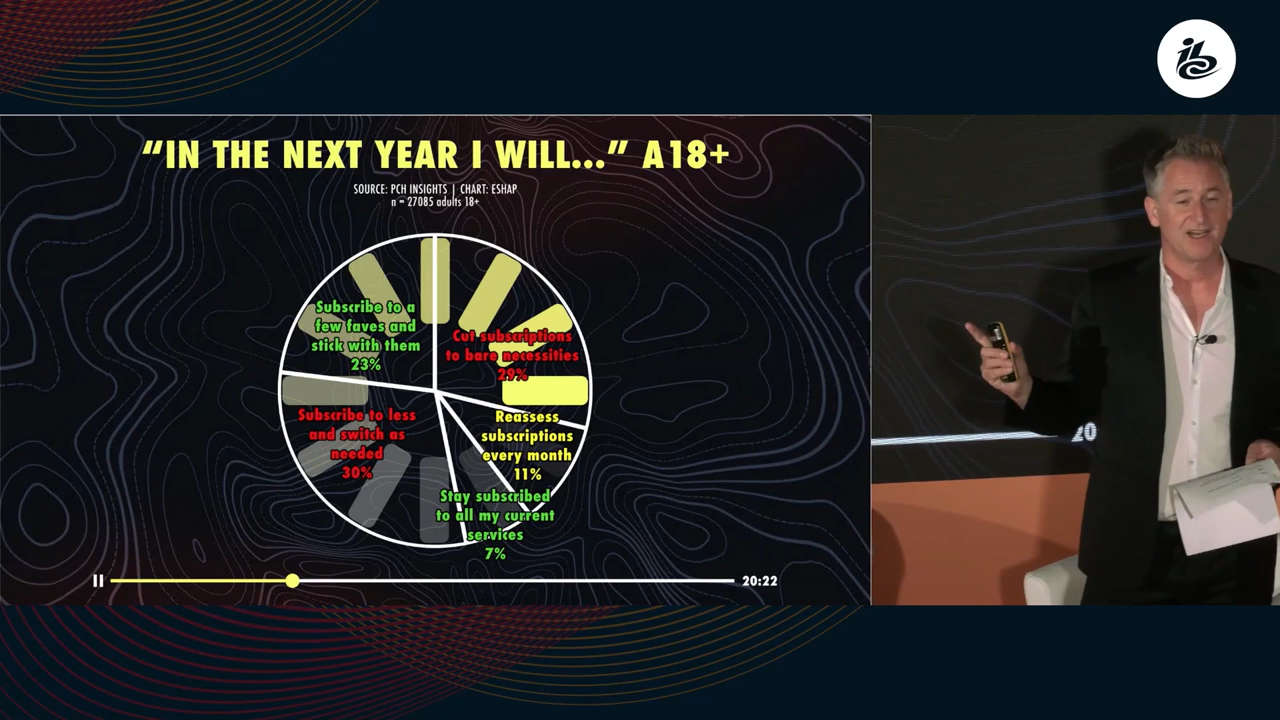 “IN THE NEXT YEAR I WILL...” A18+
SOURCE: PCH INSIGHTS | CHART: ESHAP
n = 27085 adults 18+
Subscribe to a
few faves and
stick with them
23%
Cut subscriptions
to bare necessities
29%
Subscribe to less
and switch as
needed
30%
Reassess
subscriptions
every month
11%
Stay subscribed
to all my current
services
7%
20:22
20
ibc